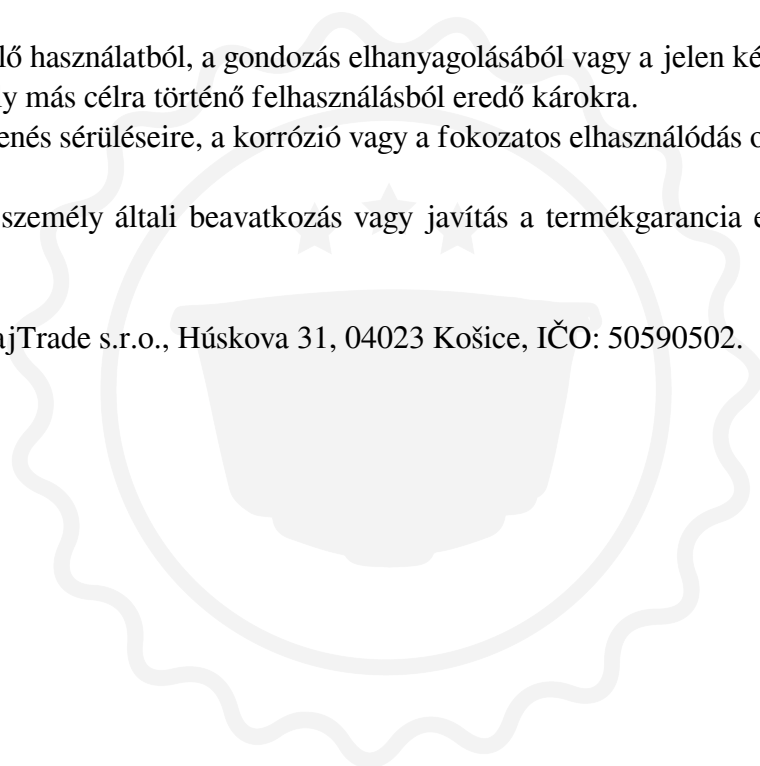 lő használatból, a gondozás elhanyagolásából vagy a jelen ké
y más célra történő felhasználásból eredő károkra.
enés sérüléseire, a korrózió vagy a fokozatos elhasználódás o
személy általi beavatkozás vagy javítás a termékgarancia e
ajTrade s.r.o., Húskova 31, 04023 Košice, IČO: 50590502.